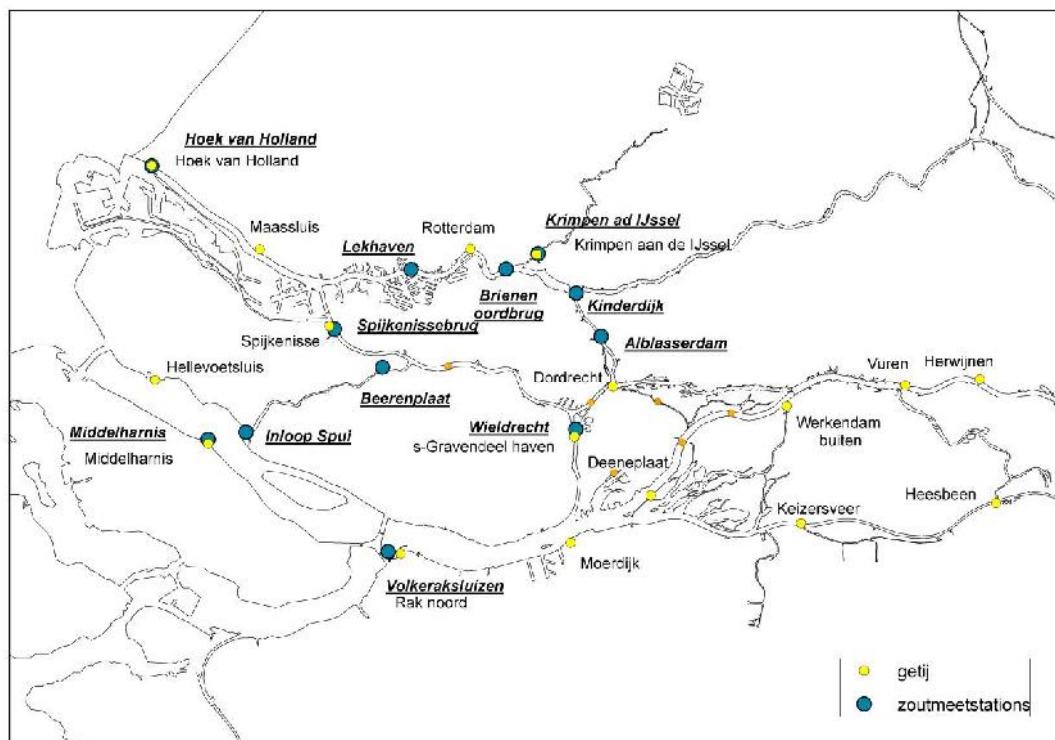 Hoek van Holland
Hoek van Holland
Maassluis
Lekhaven
Rotterdam
Krimpen ad IJssel
Krimpen aan de IJssel
Brienen
oordbrug
Kinderdijk
Spijkenissebrug
Spijkenisse
Alblasserdam
Hellevoetsluis
Beerenplaat
Dordrecht
Vuren
Herwijnen
Middelharnis
Middelharnis
Inloop Spui
Wieldrecht
s-Gravendeel haven
Werkendam
buiten
Deeneplaat
Keizersveer
Heesbeen
Moerdijk
Volkeraksluizen
Rak noord
getij
zoutmeetstations